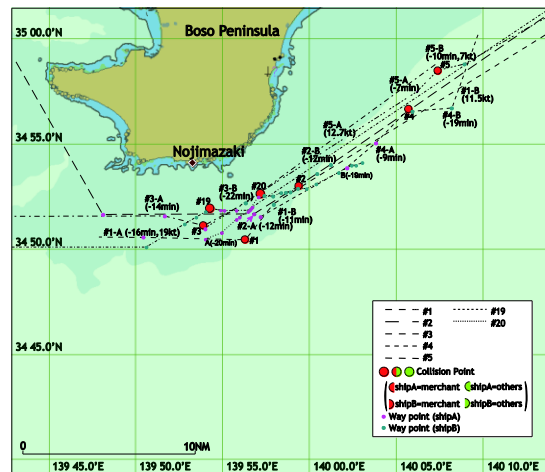 35 00.0'N
Boso Peninsula
#5-B
(-10min,7kt)
#5
#5-A
(-7min)
#1-B
(11.5kt)
#4
#4-B
(-19min)
#5-A
(12.7kt)
34 55.0'N
Nojimazaki
#2-B
(-12min)
#4-A
(-9min)
B(-19min)
#3-B
(-22min)
#20
#2
#3-A
(-14min)
#19
#1-B
(-11min)
#3
#2-A (-12min)
#1-A (-16min,19kt)
A(-20min)
#1
34 50.0'N
34 45.0'N
#1
#2
#3
#4
#5
#19
#20
Collision Point
shipA=merchant
shipA=others
shipB=merchant
shipB=others
Way point (shipA)
Way point (shipB)
0
10NM
139 45.0'E
139 50.0'E
139 55.0'E
140 00.0'E
140 05.0'E
140 10.0'E